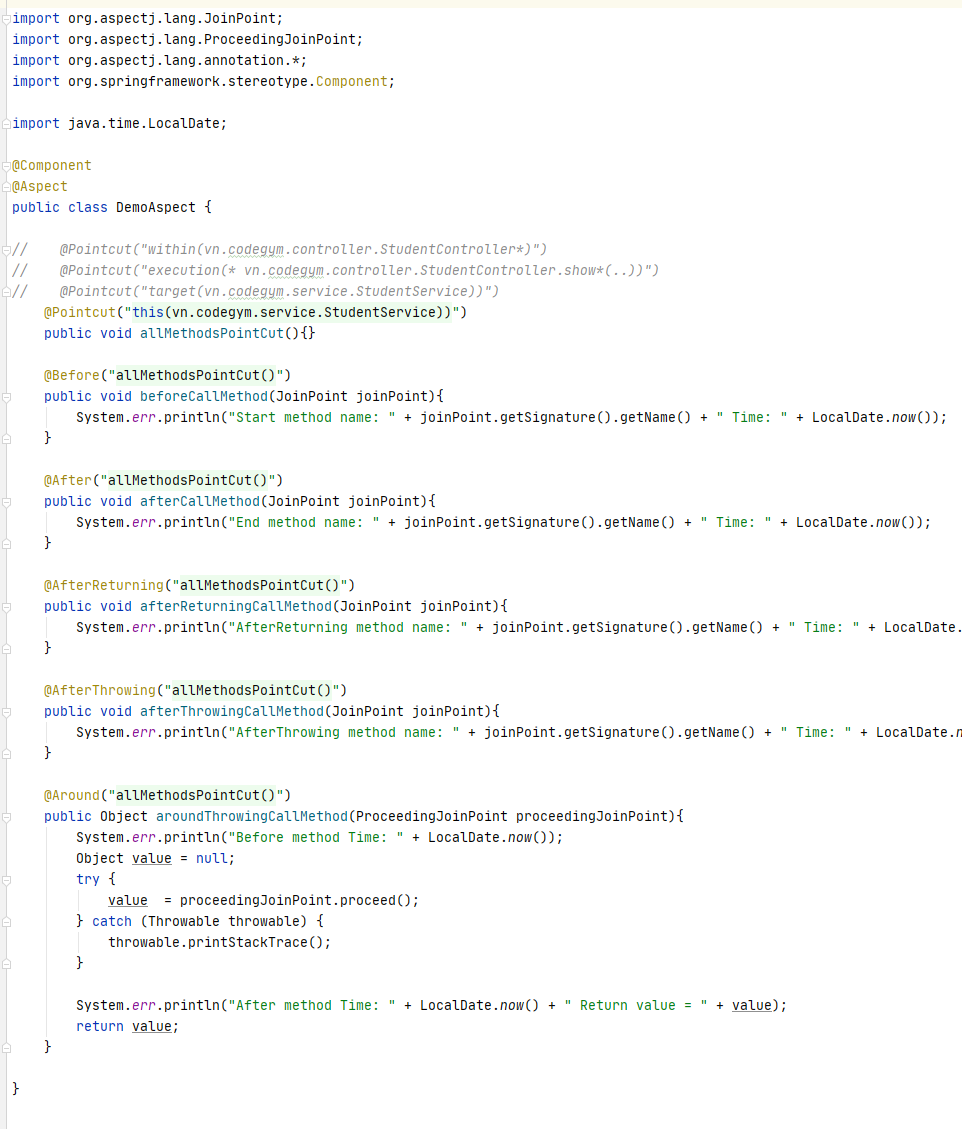 import org.aspectj.lang.JoinPoint;
import org.aspectj.lang.ProceedingJoinPoint;
import org.aspectj.lang.annotation.*;
import org.springframework.stereotype.Component;

import java.time.LocalDate;

@Component
@Aspect
public class DemoAspect {

//    @Pointcut("within(vn.codegym.controller.StudentController*)")
//    @Pointcut("execution(* vn.codegym.controller.StudentController.show*(..))")
//    @Pointcut("target(vn.codegym.service.StudentService))")
    @Pointcut("this(vn.codegym.service.StudentService))")
    public void allMethodsPointCut(){}

    @Before("allMethodsPointCut()")
    public void beforeCallMethod(JoinPoint joinPoint){
        System.err.println("Start method name: " + joinPoint.getSignature().getName() + " Time: " + LocalDate.now());
    }

    @After("allMethodsPointCut()")
    public void afterCallMethod(JoinPoint joinPoint){
        System.err.println("End method name: " + joinPoint.getSignature().getName() + " Time: " + LocalDate.now());
    }

    @AfterReturning("allMethodsPointCut()")
    public void afterReturningCallMethod(JoinPoint joinPoint){
        System.err.println("AfterReturning method name: " + joinPoint.getSignature().getName() + " Time: " + LocalDate.
    }

    @AfterThrowing("allMethodsPointCut()")
    public void afterThrowingCallMethod(JoinPoint joinPoint){
        System.err.println("AfterThrowing method name: " + joinPoint.getSignature().getName() + " Time: " + LocalDate.n
    }

    @Around("allMethodsPointCut()")
    public Object aroundThrowingCallMethod(ProceedingJoinPoint proceedingJoinPoint){
        System.err.println("Before method Time: " + LocalDate.now());
        Object value = null;
        try {
            value  = proceedingJoinPoint.proceed();
        } catch (Throwable throwable) {
            throwable.printStackTrace();
        }

        System.err.println("After method Time: " + LocalDate.now() + " Return value = " + value);
        return value;
    }

}